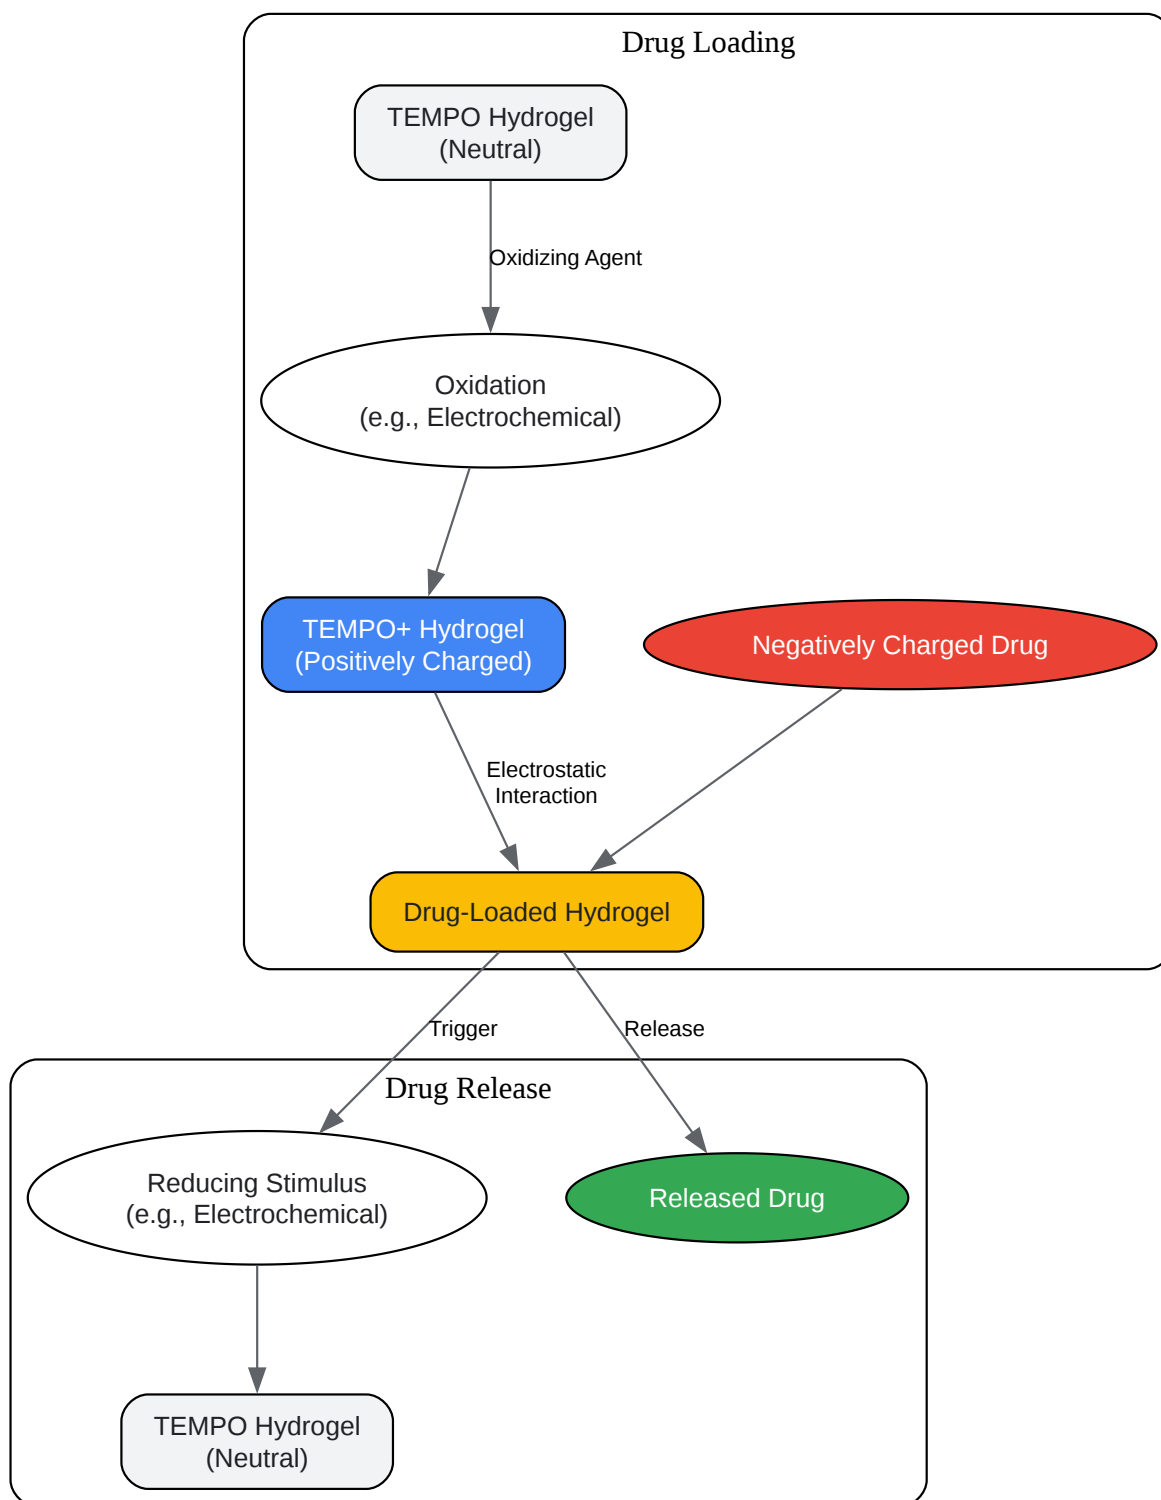 Drug Loading
TEMPO Hydrogel
(Neutral)
Oxidizing Agent
Oxidation
(e.g., Electrochemical)
TEMPO+ Hydrogel
(Positively Charged)
Negatively Charged Drug
Electrostatic
Interaction
Drug-Loaded Hydrogel
Trigger
Release
Drug Release
Reducing Stimulus
(e.g., Electrochemical)
Released Drug
TEMPO Hydrogel
(Neutral)